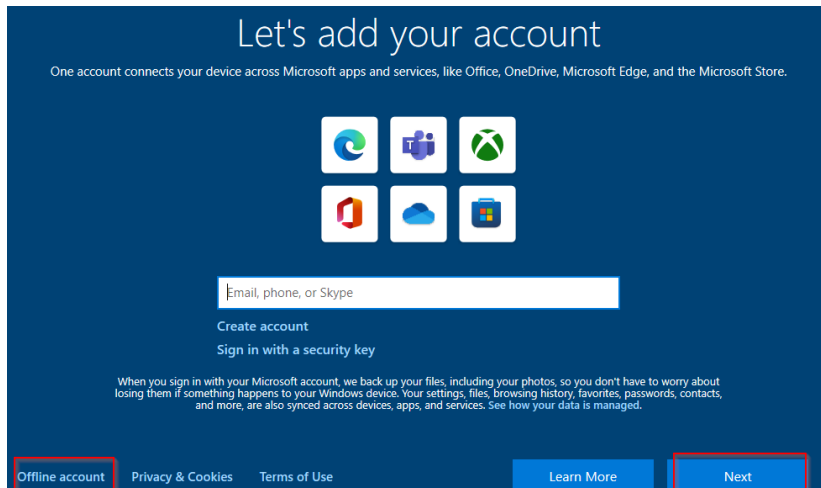 Let's add your account
One account connects your device across Microsoft apps and services, like Office, OneDrive, Microsoft Edge, and the Microsoft Store.
Email, phone, or Skype
Create account
Sign in with a security key
When you sign in with your Microsoft account, we back up your files, including your photos, so you don't have to worry about
losing them if something happens to your Windows device. Your settings, files, browsing history, favorites, passwords, contacts,
and more, are also synced across devices, apps, and services. See how your data is managed.
Offline account Privacy & Cookies Terms of Use Learn More Next